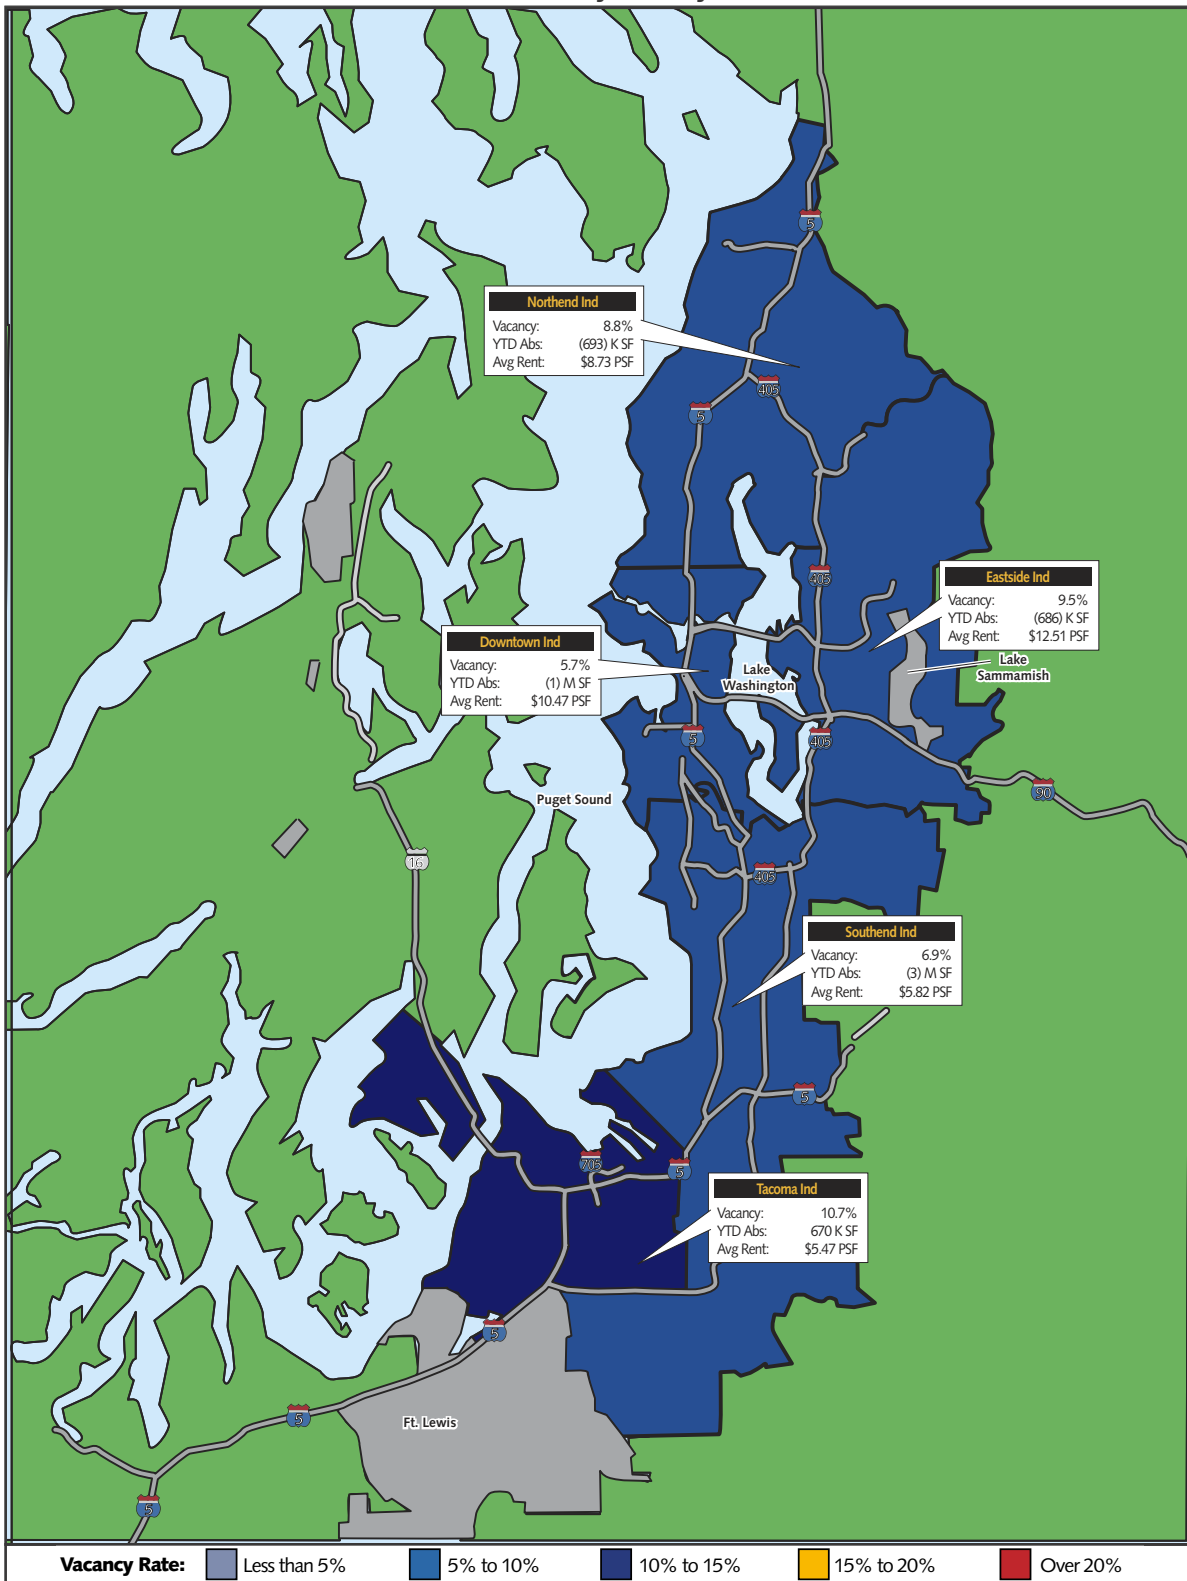 5
Northend Ind
Vacancy: 8.8%
YTD Abs: (693) K SF
Avg Rent: $8.73 PSF
405
5
405
Eastside Ind
Vacancy: 9.5%
YTD Abs: (686) K SF
Avg Rent: $12.51 PSF
Downtown Ind
Vacancy: 5.7%
YTD Abs: (1) M SF
Avg Rent: $10.47 PSF
Lake
Washington
Lake
Sammamish
5
405
90
Puget Sound
16
405
Southend Ind
Vacancy: 6.9%
YTD Abs: (3) M SF
Avg Rent: $5.82 PSF
5
705
5
Tacoma Ind
Vacancy: 10.7%
YTD Abs: 670 K SF
Avg Rent: $5.47 PSF
5
5
Ft. Lewis
5
Vacancy Rate: Less than 5% 5% to 10% 10% to 15% 15% to 20% Over 20%